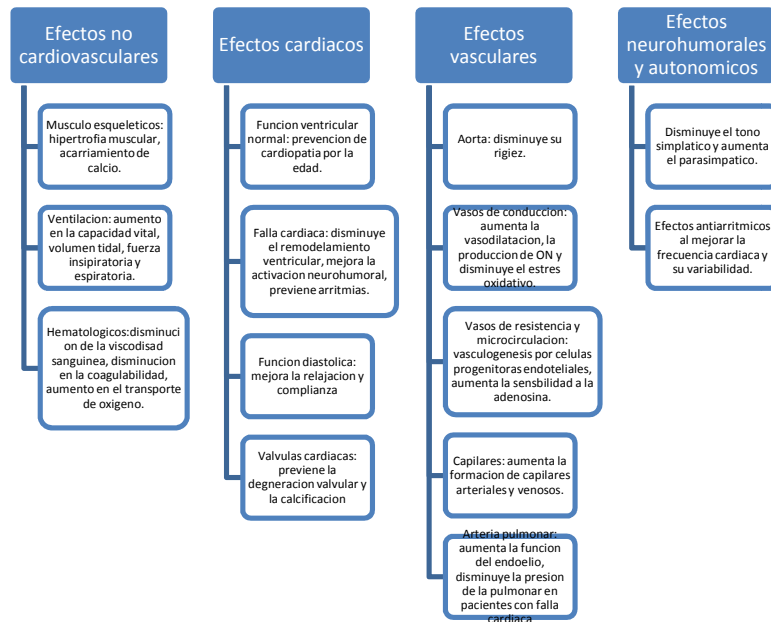 Efectos no
cardiovasculares
Musculo esqueleticos:
hipertrofia muscular,
acarriamiento de
calcio.
Ventilacion: aumento
en la capacidad vital,
volumen tidal, fuerza
insipiratoria y
espiratoria.
Hematologicos:disminuci
on de la viscodisad
sanguinea, disminucion
en la coagulabilidad,
aumento en el transporte
de oxigeno.
Efectos cardiacos
Funcion ventricular
normal: prevencion de
cardiopatia por la
edad.
Falla cardiaca: disminuye
el remodelamiento
ventricular, mejora la
activacion neurohumoral,
previene arritmias.
Funcion diastolica:
mejora la relajacion y
complianza
Valvulas cardiacas:
previene la
degneracion valvular y
la calcificacion
Efectos
vasculares
Aorta: disminuye su
rigiez.
Vasos de conduccion:
aumenta la
vasodilatacion, la
produccion de ON y
disminuye el estres
oxidativo.
Vasos de resistencia y
microcirculacion:
vasculogenesis por celulas
progenitoras endoteliales,
aumenta la sensbilidad a la
adenosina.
Capilares: aumenta la
formacion de capilares
arteriales y venosos.
Arteria pulmonar:
aumenta la funcion
del endoelio,
disminuye la presion
de la pulmonar en
pacientes con falla
cardiaca
Efectos
neurohumorales
y autonomicos
Disminuye el tono
simplatico y aumenta
el parasimpatico.
Efectos antiarritmicos
al mejorar la
frecuencia cardiaca y
su variabilidad.